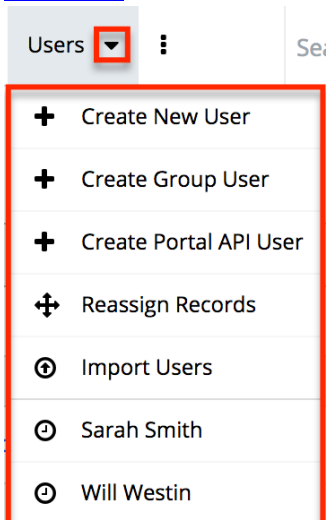 Users
Sea
Create New User
Create Group User
Create Portal API User
Reassign Records
Import Users
Sarah Smith
Will Westin